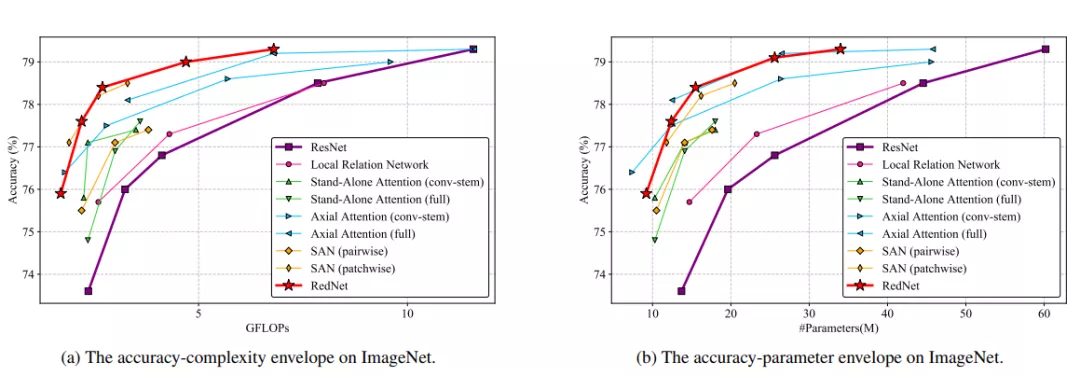 Accuracy (%)
79
78
77
76
75
74
5
10
GFLOPs
ResNet
Local Relation Network
Stand-Alone Attention (conv-stem)
Stand-Alone Attention (full)
Axial Attention (conv-stem)
Axial Attention (full)
SAN (pairwise)
SAN (patchwise)
RedNet
(a) The accuracy-complexity envelope on ImageNet.
Accuracy (%)
79
78
77
76
75
74
10
20
30
40
50
60
#Parameters(M)
ResNet
Local Relation Network
Stand-Alone Attention (conv-stem)
Stand-Alone Attention (full)
Axial Attention (conv-stem)
Axial Attention (full)
SAN (pairwise)
SAN (patchwise)
RedNet
(b) The accuracy-parameter envelope on ImageNet.